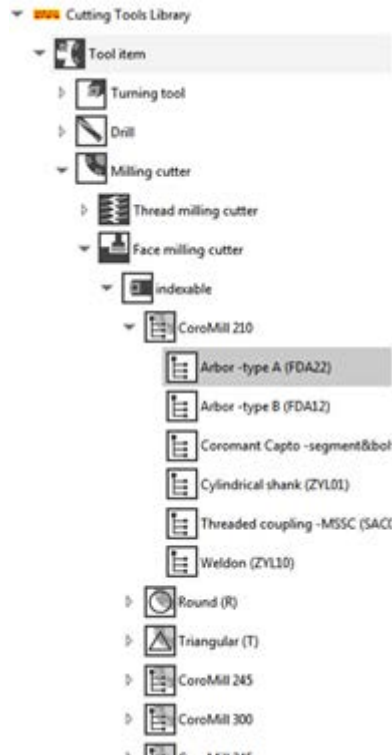 Cutting Tools Library
Tool item
Turning tool
Drill
Milling cutter
Thread milling cutter
Face milling cutter
indexable
CoroMill 210
Arbor -type A (FDA22)
Arbor -type B (FDA12)
Coromant Capto -segment&bol
Cylindrical shank (ZYL01)
Threaded coupling -MSSC (SAC
Weldon (ZYL10)
Round (R)
Triangular (T)
CoroMill 245
CoroMill 300